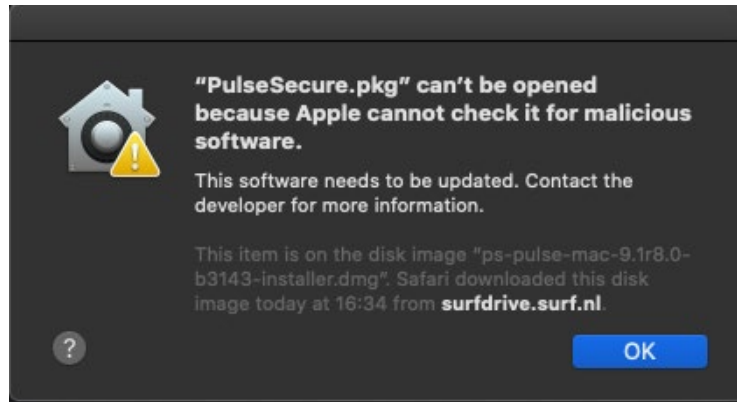 “PulseSecure.pkg” can’t be opened
because Apple cannot check it for malicious
software.
This software needs to be updated. Contact the
developer for more information.
This item is on the disk image “ps-pulse-mac-9.1r8.0-
b3143-installer.dmg”. Safari downloaded this disk
image today at 16:34 from surfdrive.surf.nl.
?
OK